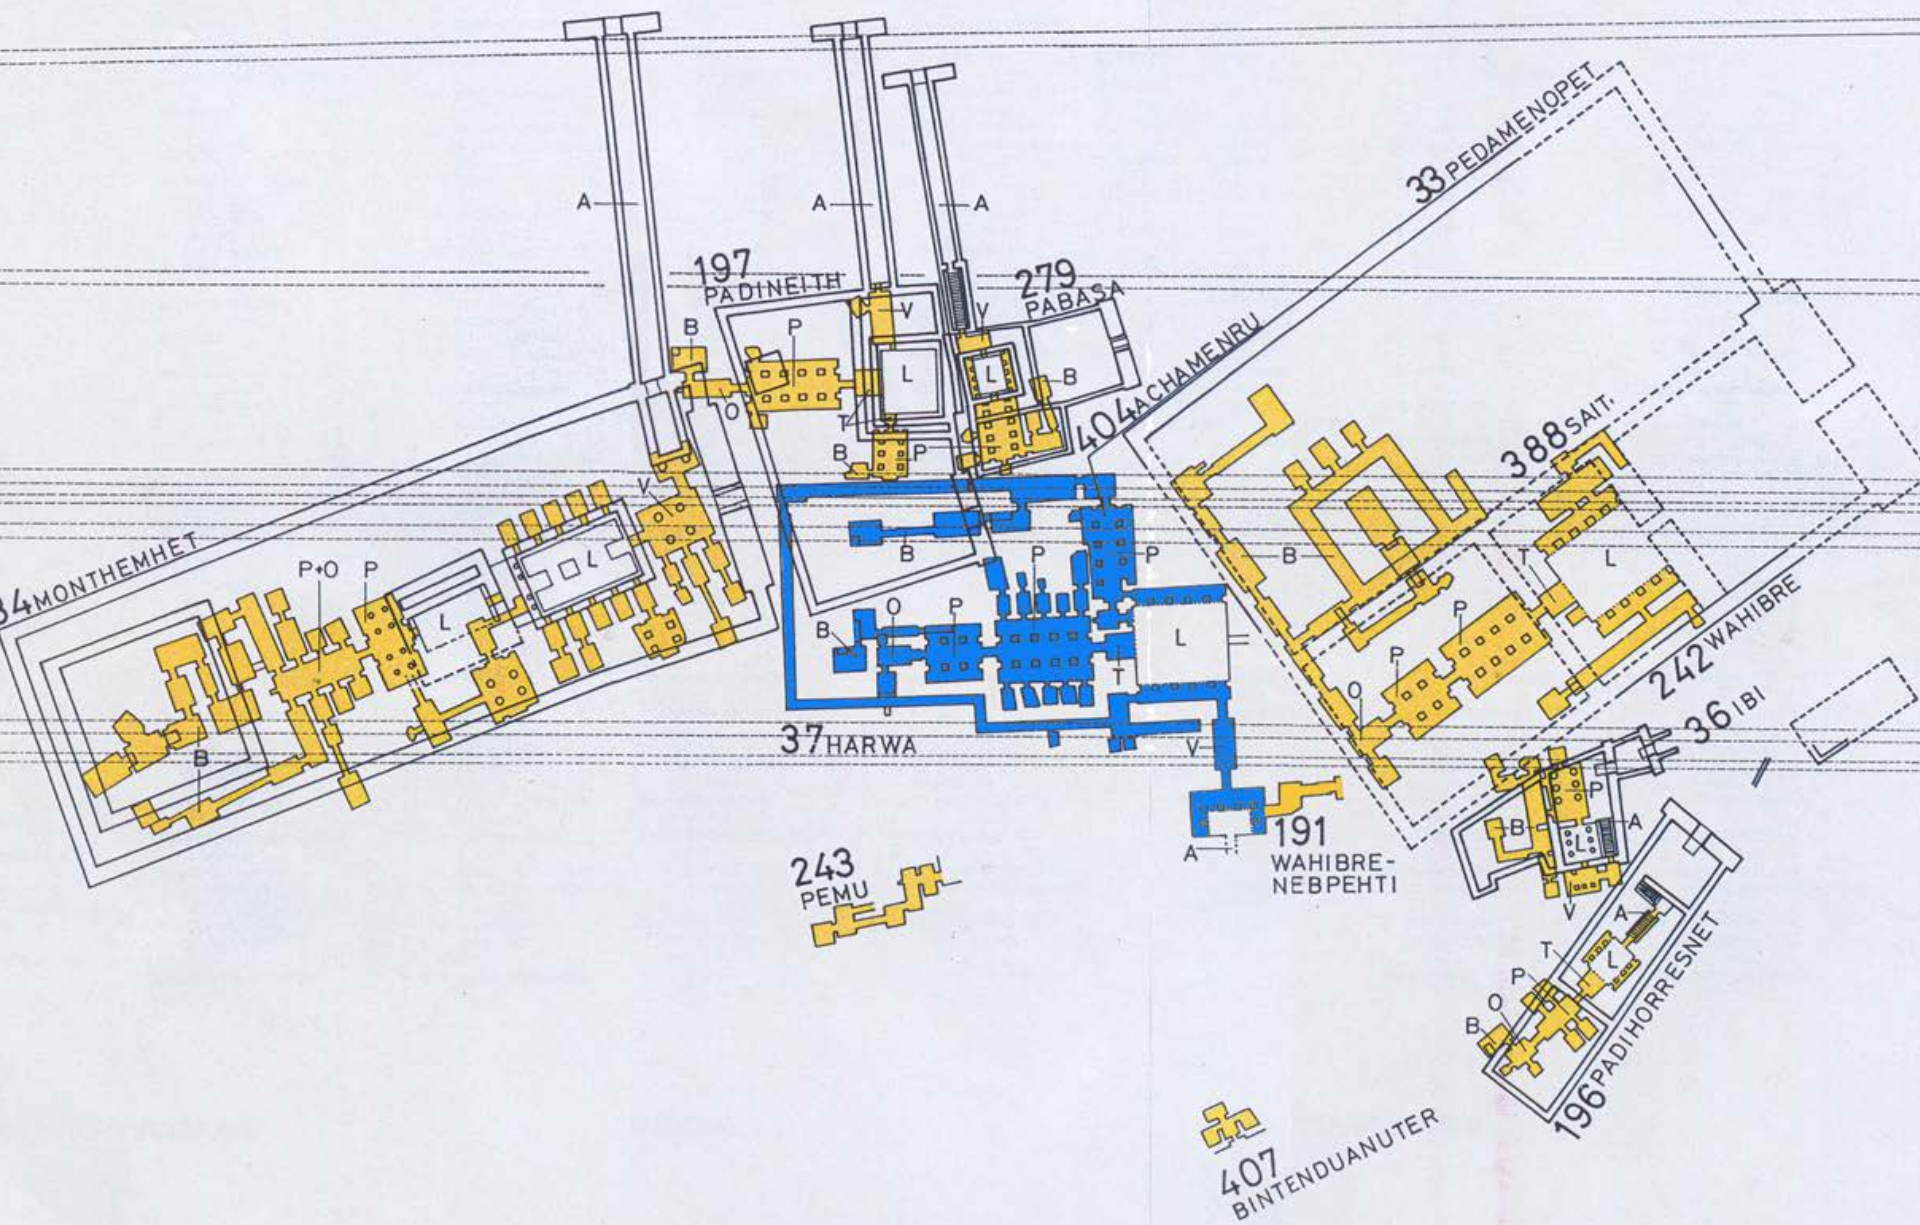 A
A
A
33 PEDAMENOPET
197
PADINEITH
279
PABASA
V
V
B
P
L
L
B
O
T
B
P
404 ACHAMENRU
388 SAIT.
34 MONTHEMHET
V
L
P+O
P
L
B
B
P
P
B
T
L
O
P
B
L
T
P
P
O
242 WAHIBRE
37 HARWA
V
36 IBI
P
B
L
A
V
A
191
WAHIBRE-
NEBPEHTI
243
PEMU
A
T
L
P
O
B
196 PADIHORRESNET
407
BINTENDUANUTER